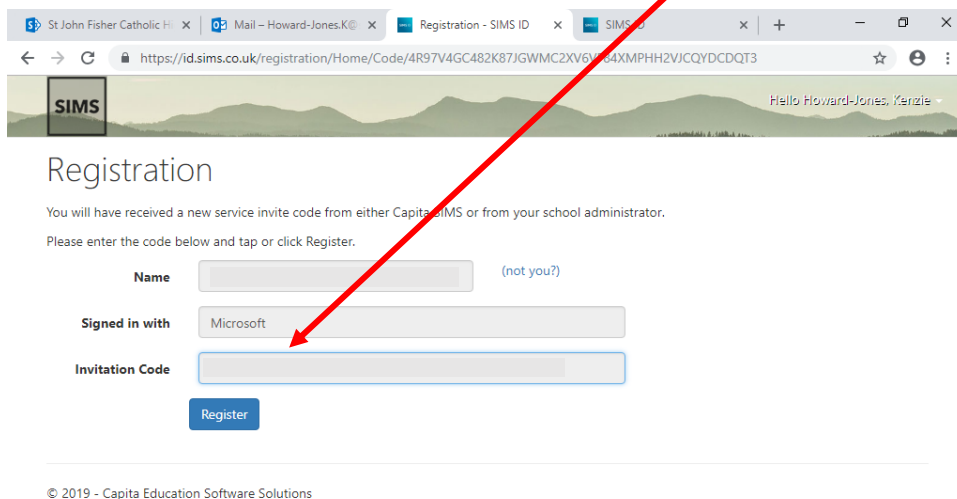 St John Fisher Catholic Hi
Mail – Howard-Jones.K@
Registration - SIMS ID
SIMS
https://id.sims.co.uk/registration/Home/Code/4R97V4GC482K87JGWMC2XV6 84XMPHH2VJCQYDCDQT3
SIMS
Hello Howard-Jones, Kenzie
Registration
You will have received a new service invite code from either Capita SIMS or from your school administrator.
Please enter the code below and tap or click Register.
Name
(not you?)
Signed in with Microsoft
Invitation Code
Register
© 2019 - Capita Education Software Solutions